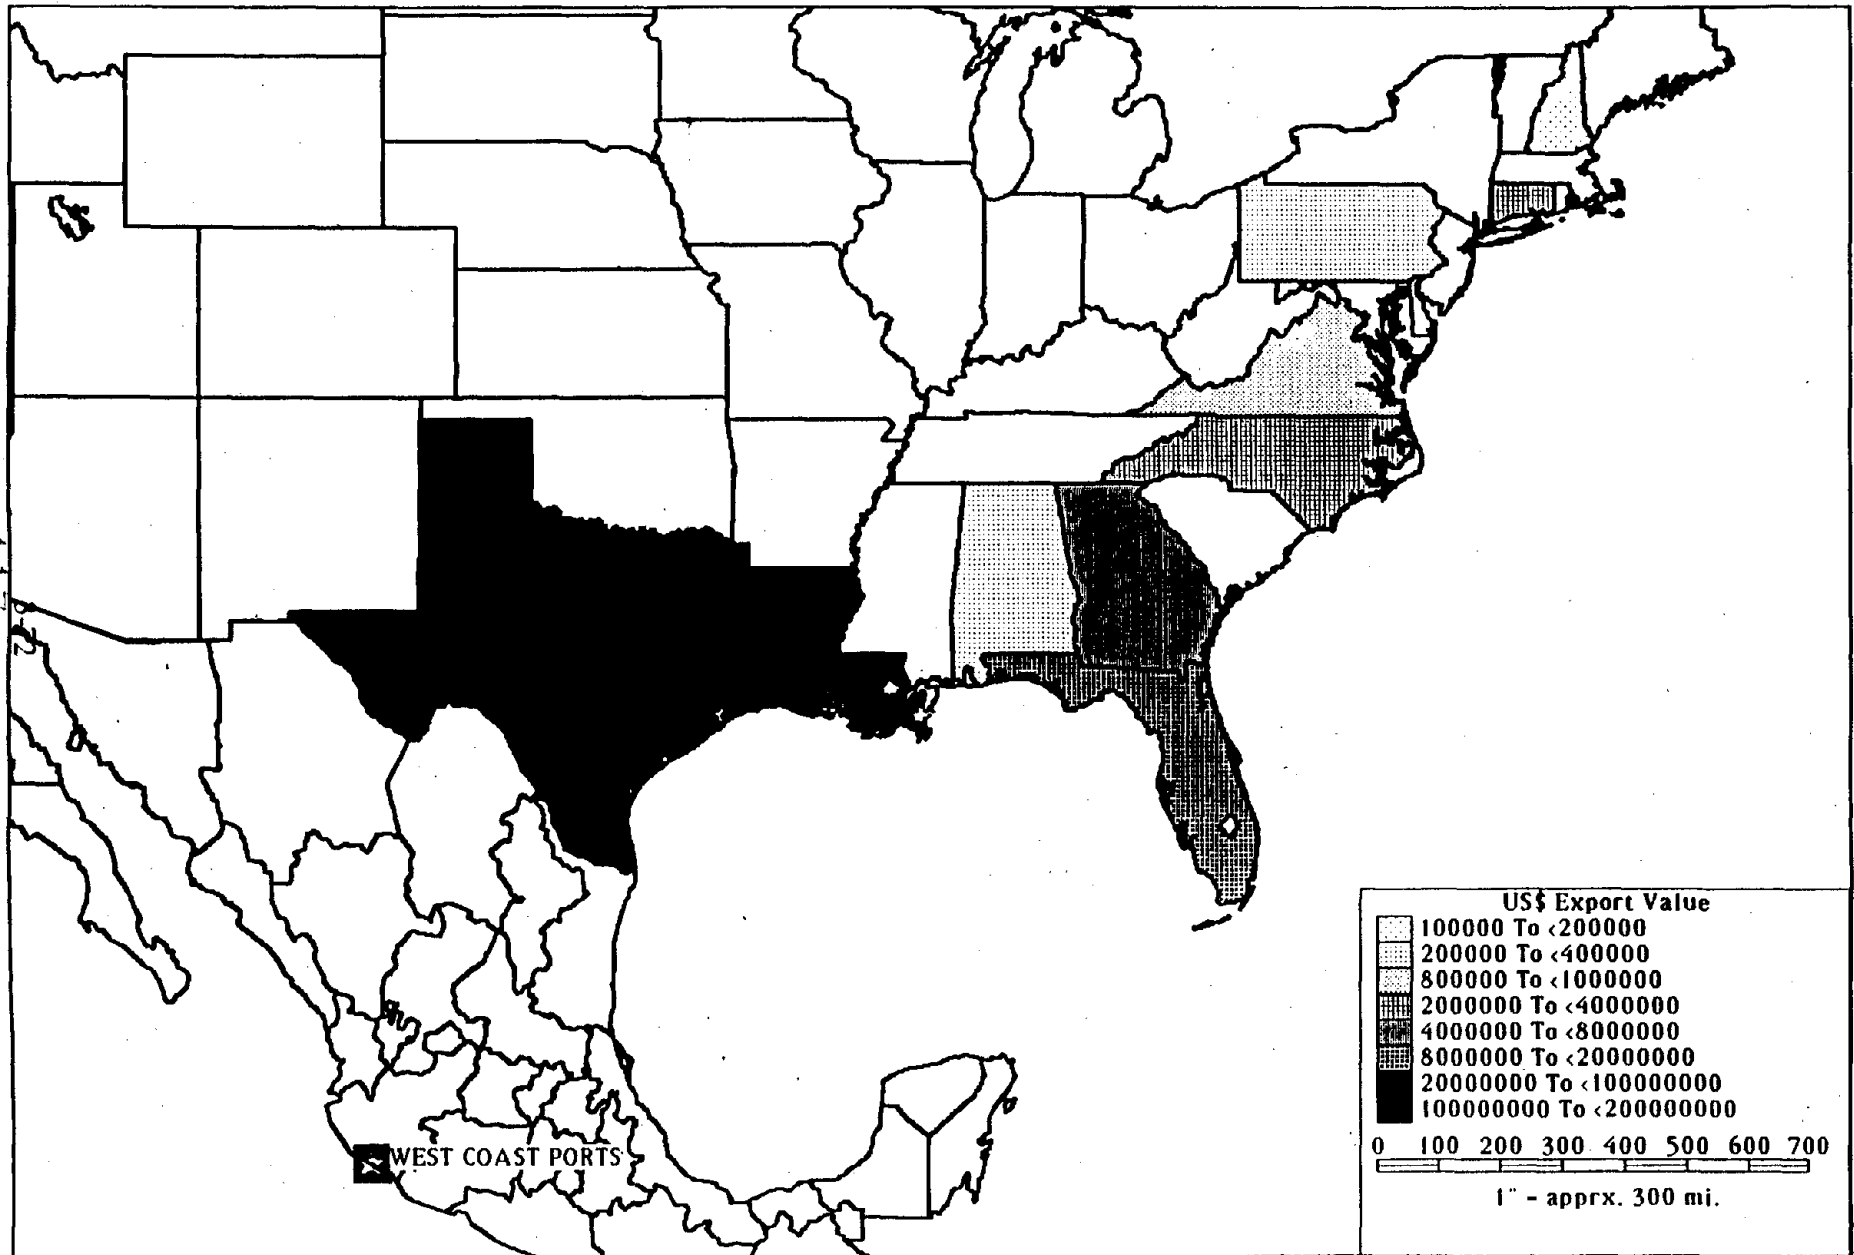 US$ Export Value
100000 To <200000
200000 To <400000
800000 To <1000000
2000000 To <4000000
4000000 To <8000000
8000000 To <20000000
20000000 To <100000000
100000000 To <200000000
0 100 200 300 400 500 600 700
1" - apprx. 300 mi.
WEST COAST PORTS